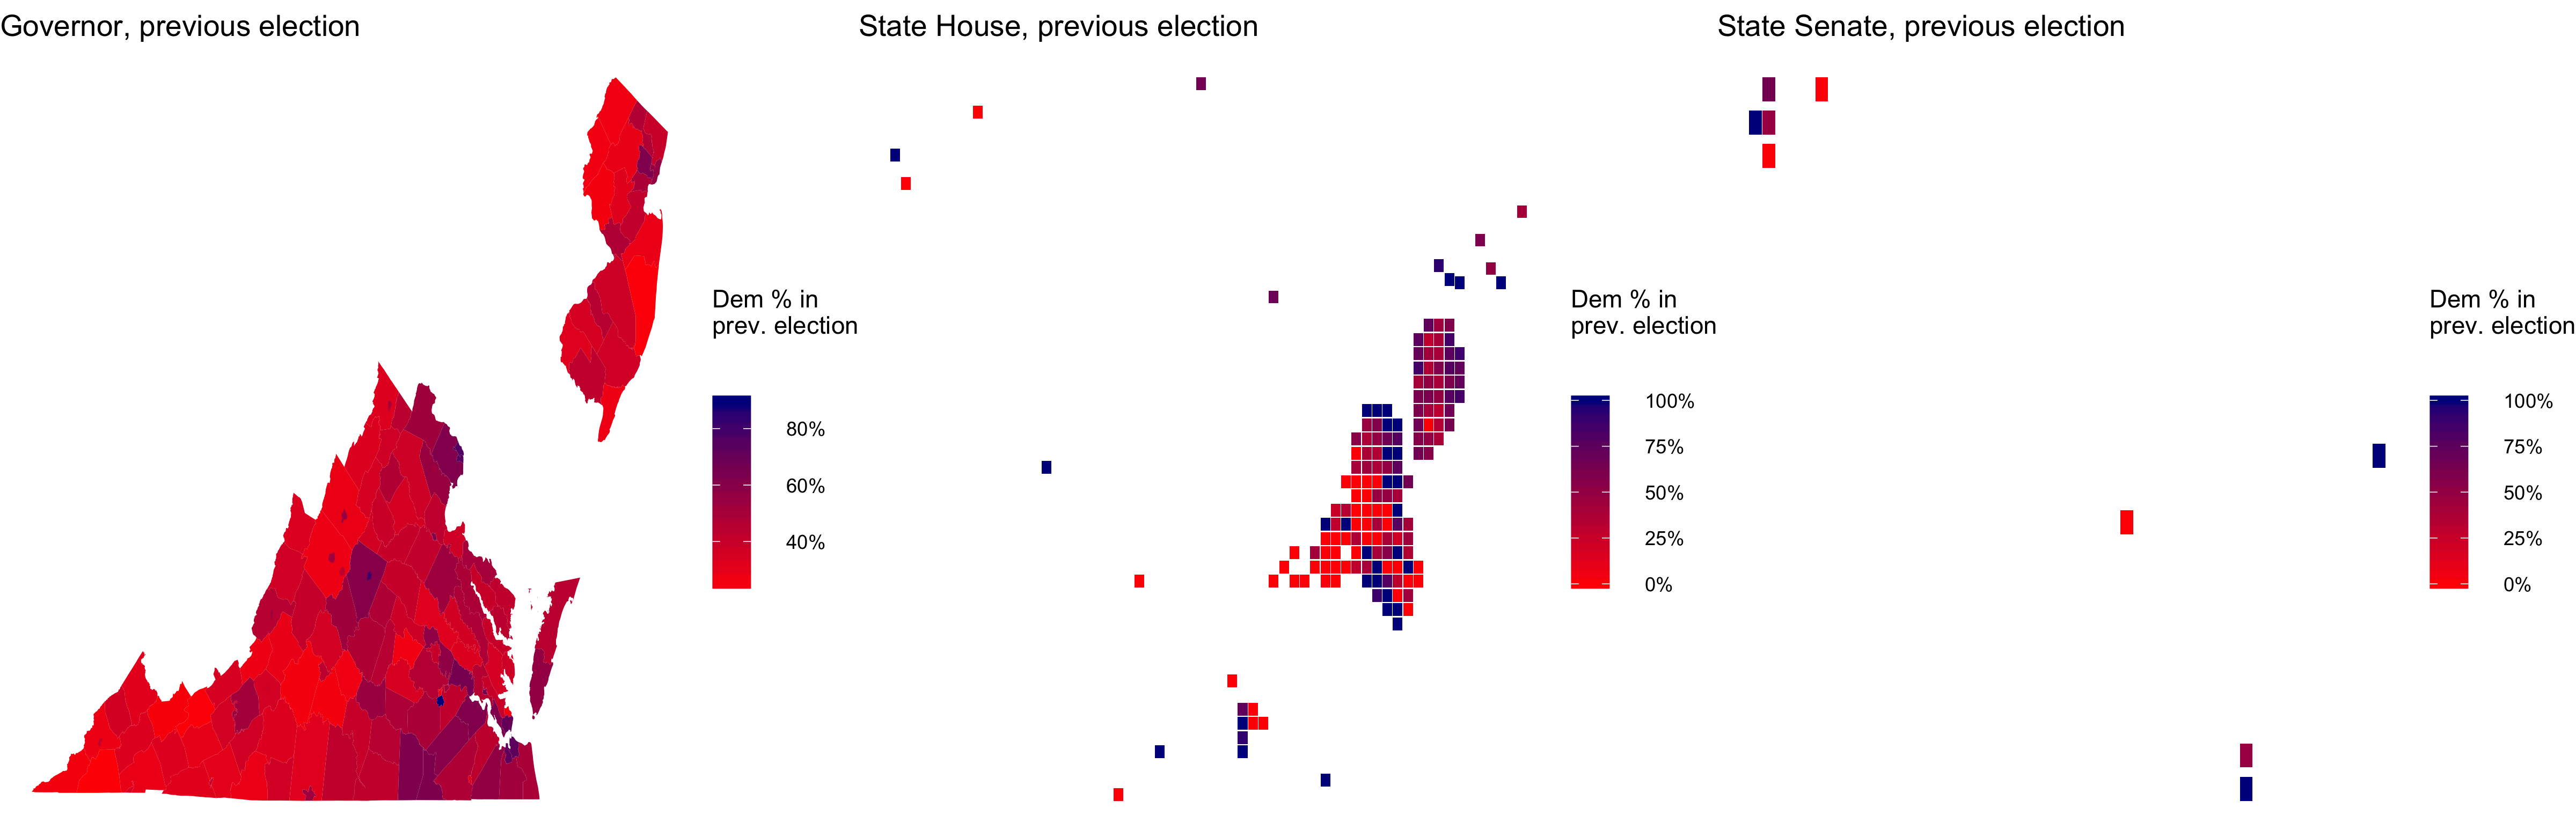 Governor, previous election
State House, previous election
State Senate, previous election
Dem % in
prev. election
80%
60%
40%
Dem % in
prev. election
100%
75%
50%
25%
0%
Dem % in
prev. election
100%
75%
50%
25%
0%